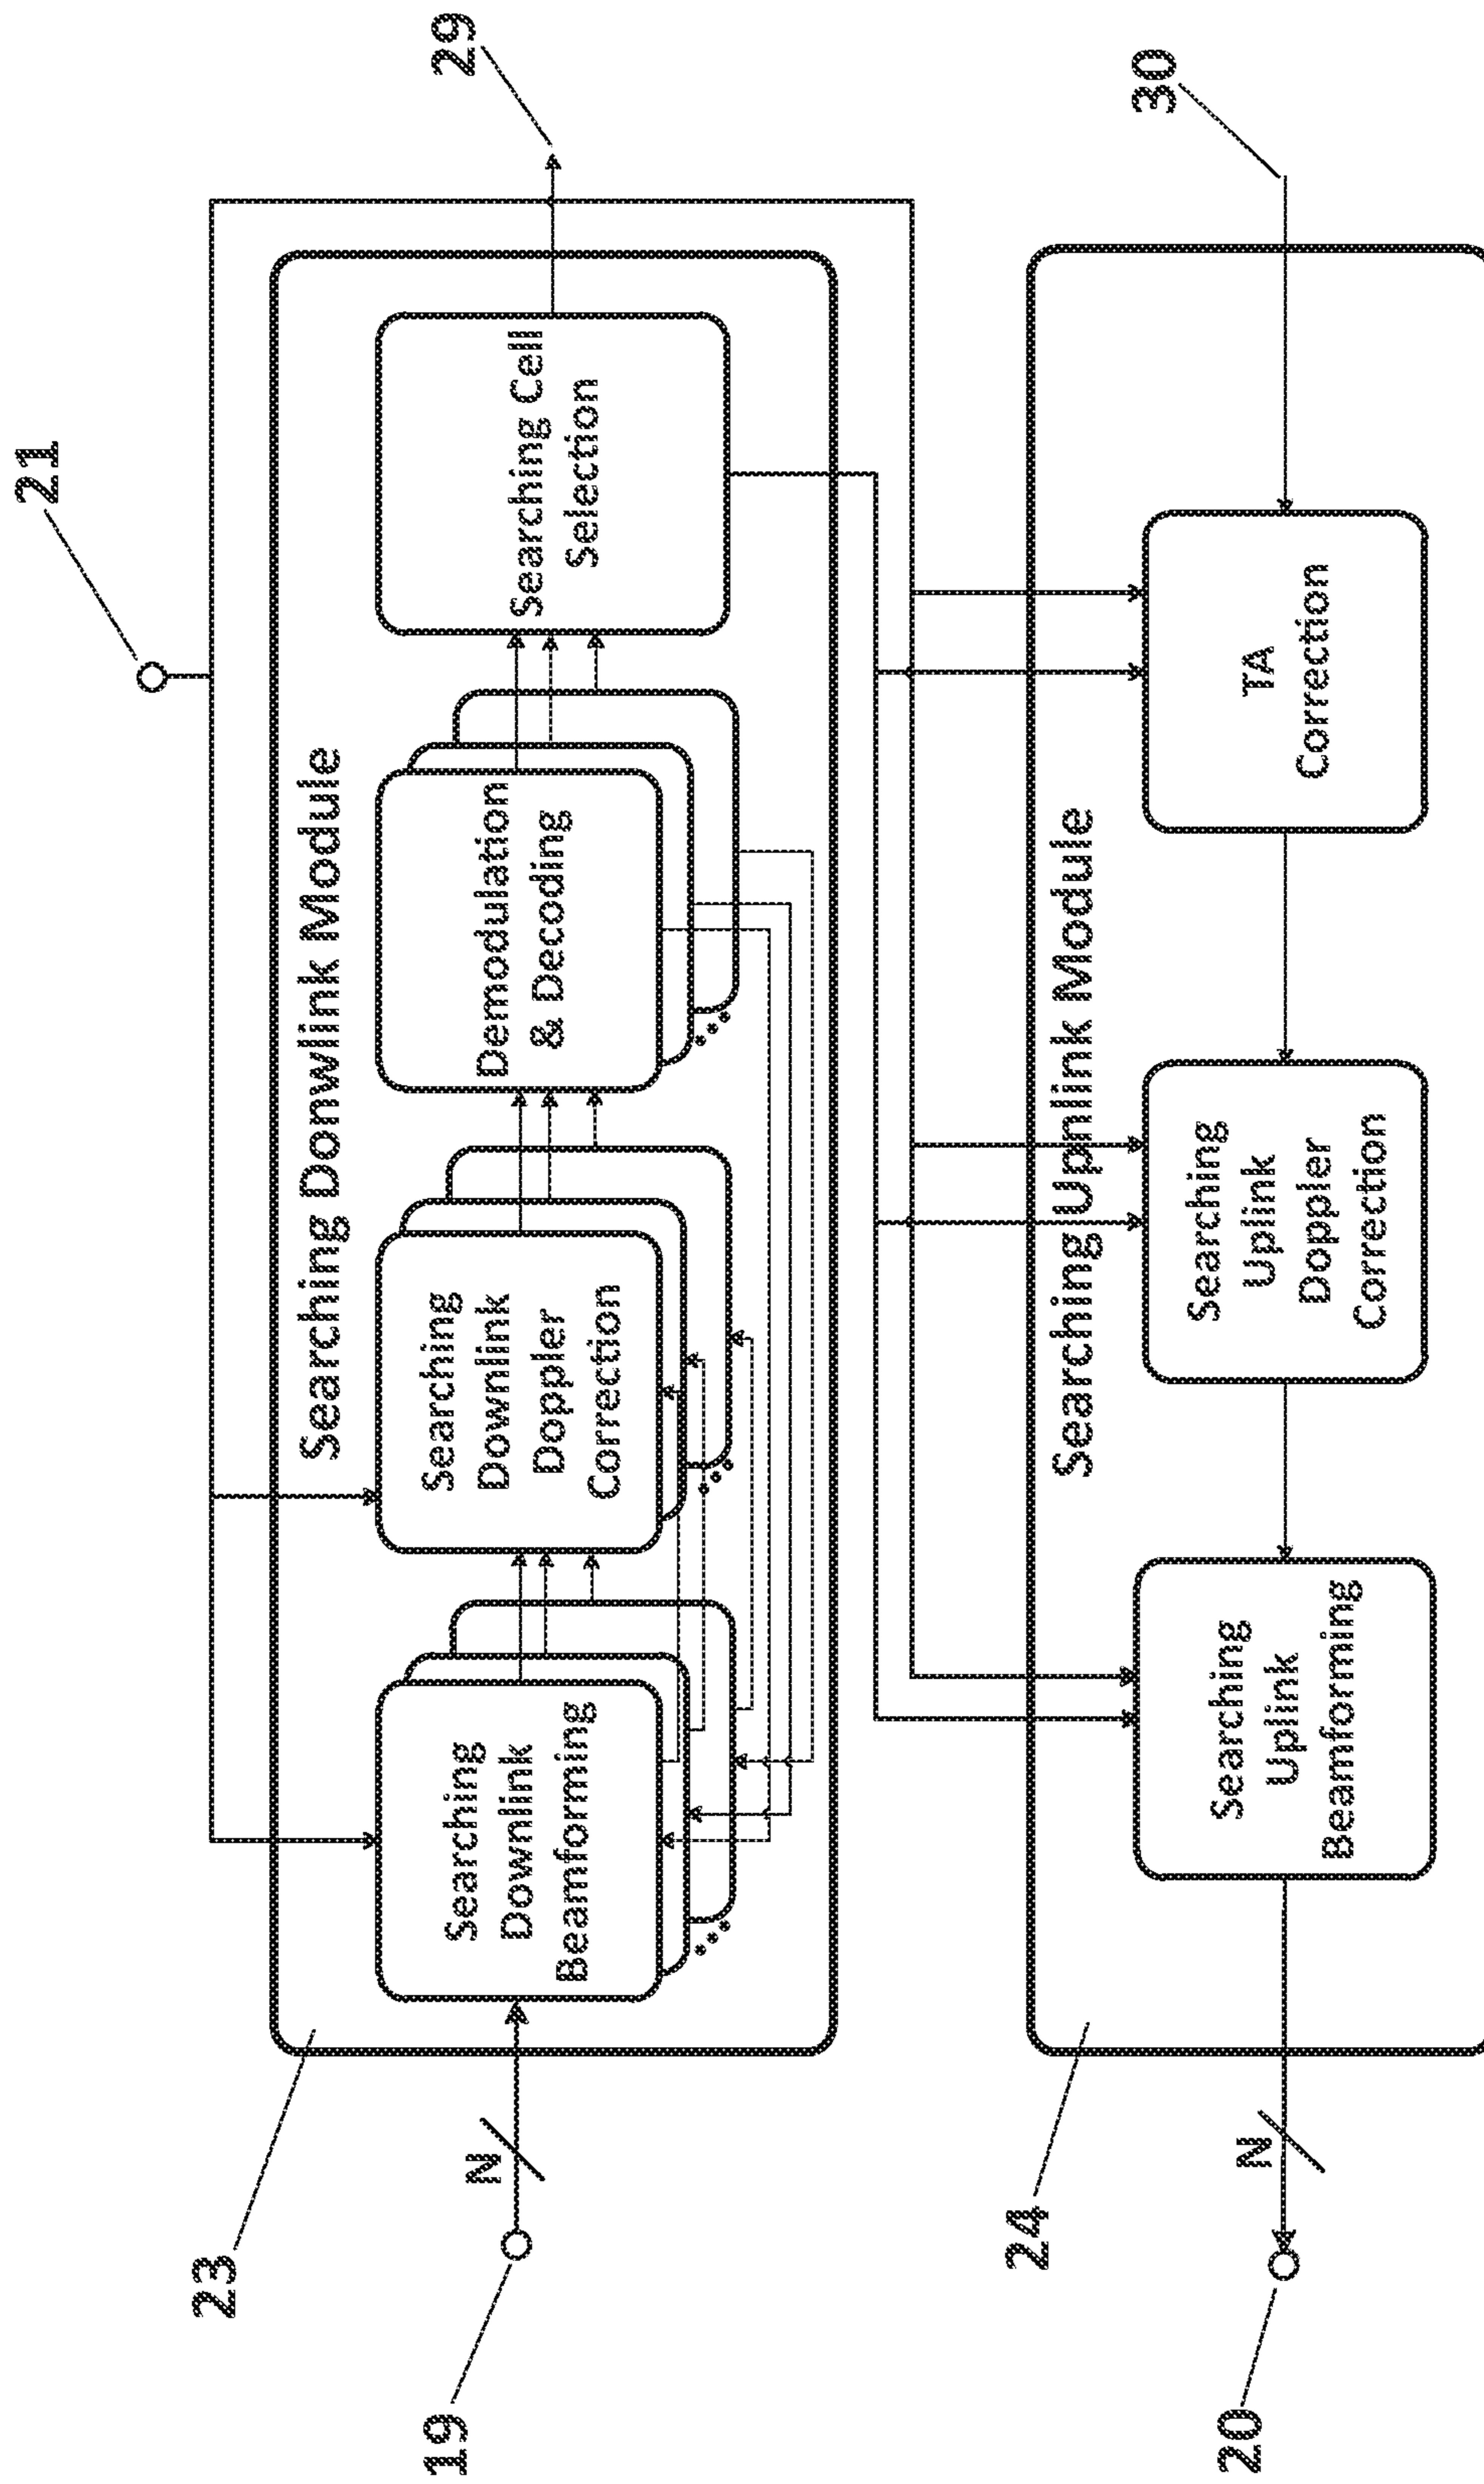 21
29
23
Searching Donwlink Module
19
N
Searching
Downlink
Beamforming
Searching
Downlink
Doppler
Correction
Demodulation
& Decoding
Searching Cell
Selection
30
24
Searching Upnlink Module
20
N
Searching
Uplink
Beamforming
Searching
Uplink
Doppler
Correction
TA
Correction